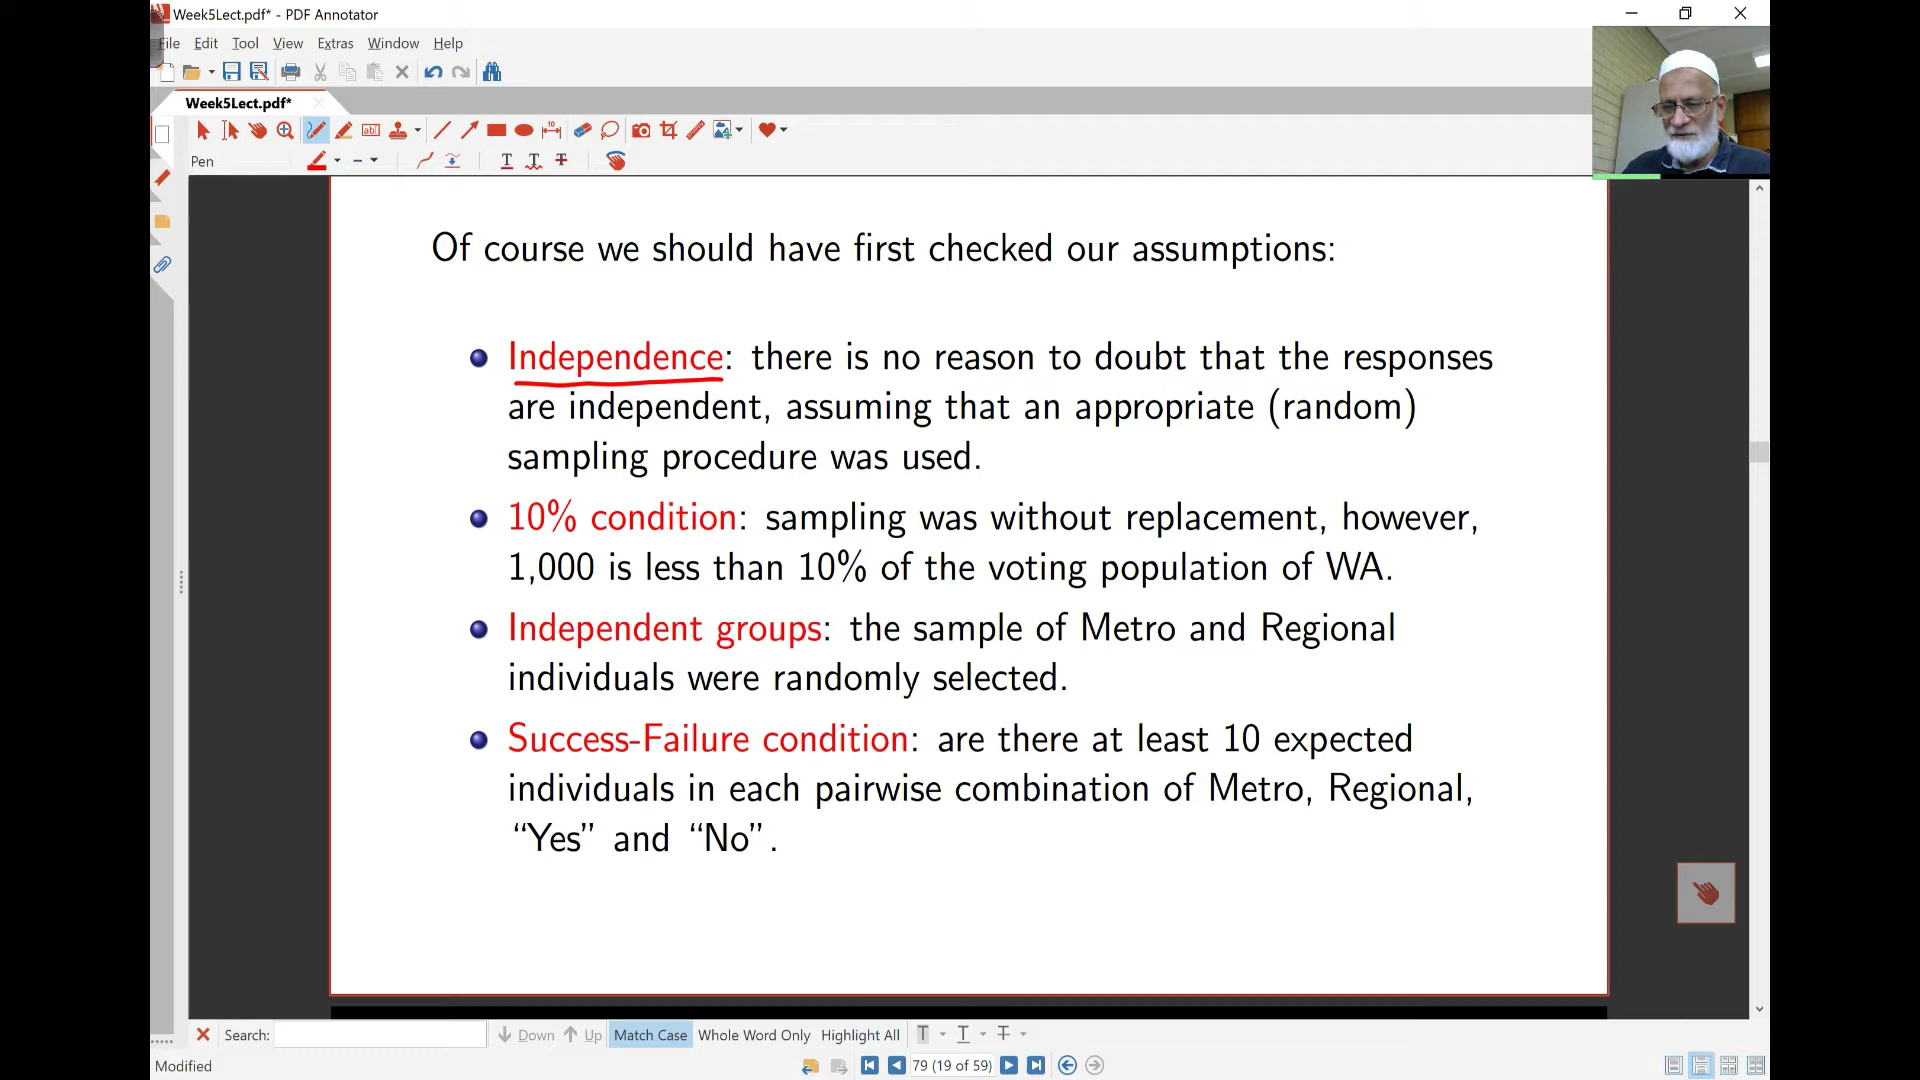 Week5Lect.pdf* - PDF Annotator
File Edit Tool View Extras Window Help
Week5Lect.pdf*
Pen
Of course we should have first checked our assumptions:
Independence: there is no reason to doubt that the responses
are independent, assuming that an appropriate (random)
sampling procedure was used.
10% condition: sampling was without replacement, however,
1,000 is less than 10% of the voting population of WA.
Independent groups: the sample of Metro and Regional
individuals were randomly selected.
Success-Failure condition: are there at least 10 expected
individuals in each pairwise combination of Metro, Regional,
“Yes” and “No”.
Search: Down Up Match Case Whole Word Only Highlight All
Modified 79 (19 of 59)